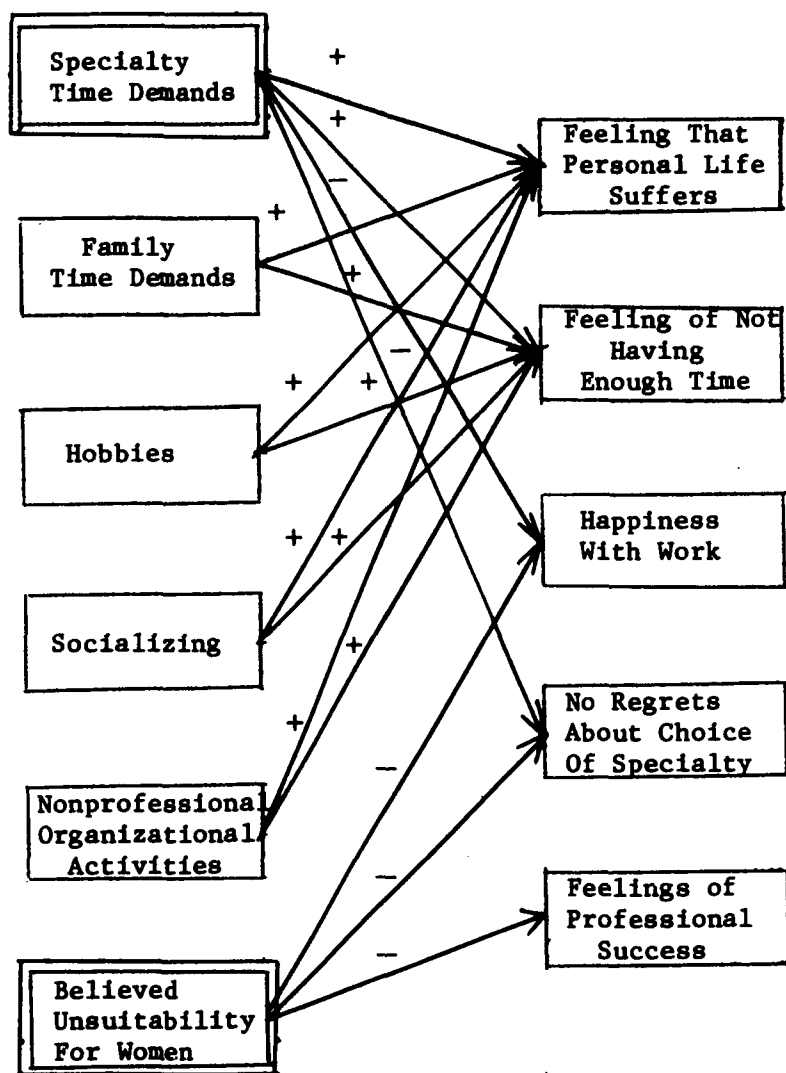 Specialty
Time Demands
Family
Time Demands
Hobbies
Socializing
Nonprofessional
Organizational
Activities
Believed
Unsuitability
For Women
+
+
−
+
+
−
+
+
+
+
+
+
−
−
−
Feeling That
Personal Life
Suffers
Feeling of Not
Having
Enough Time
Happiness
With Work
No Regrets
About Choice
Of Specialty
Feelings of
Professional
Success